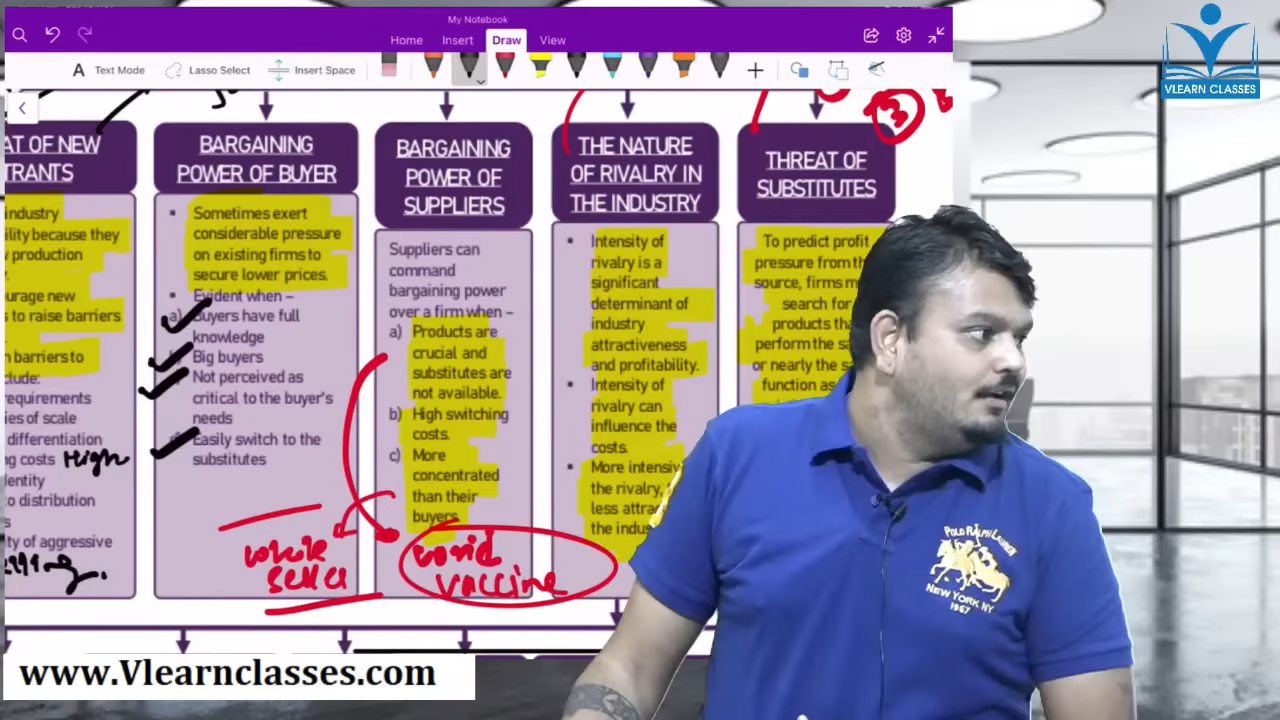 My Notebook
Home Insert Draw View
Text Mode Lasso Select Insert Space
VLEARN CLASSES
3
AT OF NEW
TRANTS
industry
ility because they
production
ourage new
s to raise barriers
barriers to
clude:
requirements
ies of scale
differentiation
ng costs High
dentity
o distribution
s
ty of aggressive
BARGAINING
POWER OF BUYER
▪ Sometimes exert
considerable pressure
on existing firms to
secure lower prices.
▪ Evident when –
a) Buyers have full
knowledge
Big buyers
Not perceived as
critical to the buyer's
needs
Easily switch to the
substitutes
whole
seller
BARGAINING
POWER OF
SUPPLIERS
Suppliers can
command
bargaining power
over a firm when –
a) Products are
crucial and
substitutes are
not available.
b) High switching
costs.
c) More
concentrated
than their
buyers
covid
vaccine
THE NATURE
OF RIVALRY IN
THE INDUSTRY
▪ Intensity of
rivalry is a
significant
determinant of
industry
attractiveness
and profitability.
▪ Intensity of
rivalry can
influence the
costs.
▪ More intensiv
the rivalry,
less attrac
the indus
THREAT OF
SUBSTITUTES
To predict profit
pressure from th
source, firms m
search for
products tha
perform the sa
or nearly the sa
function as
POLO RALPH LAUREN
NEW YORK NY
1967
www.Vlearnclasses.com